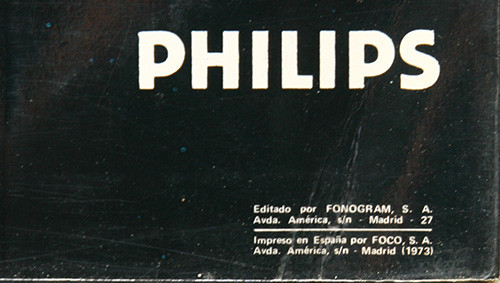 PHILIPS
Editado por FONOGRAM, S. A.
Avda. América, s/n - Madrid - 27
Impreso en España por FOCO, S. A.
Avda. América, s/n - Madrid (1973)